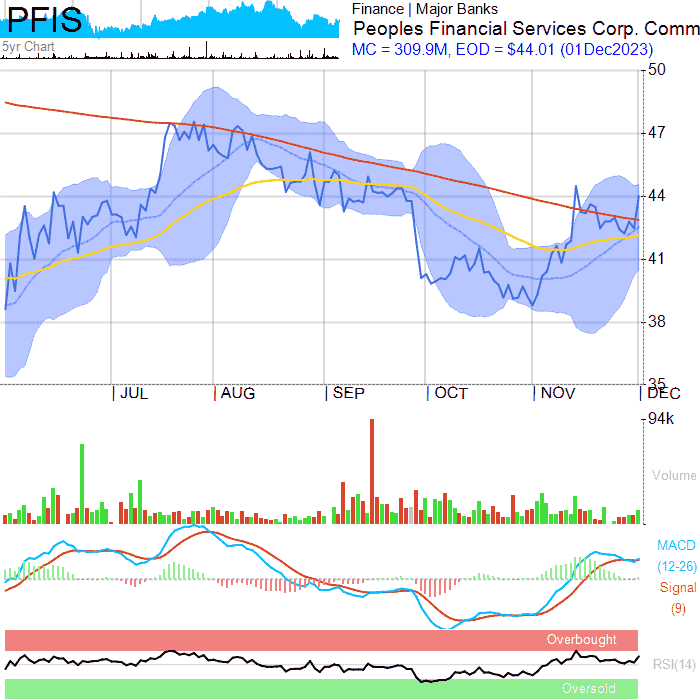 PFIS
Finance | Major Banks
Peoples Financial Services Corp. Comm
MC = 309.9M, EOD = $44.01 (01Dec2023)
5yr Chart
50
47
44
41
38
35
JUL
AUG
SEP
OCT
NOV
DEC
94k
Volume
MACD
(12-26)
Signal
(9)
Overbought
RSI(14)
Oversold